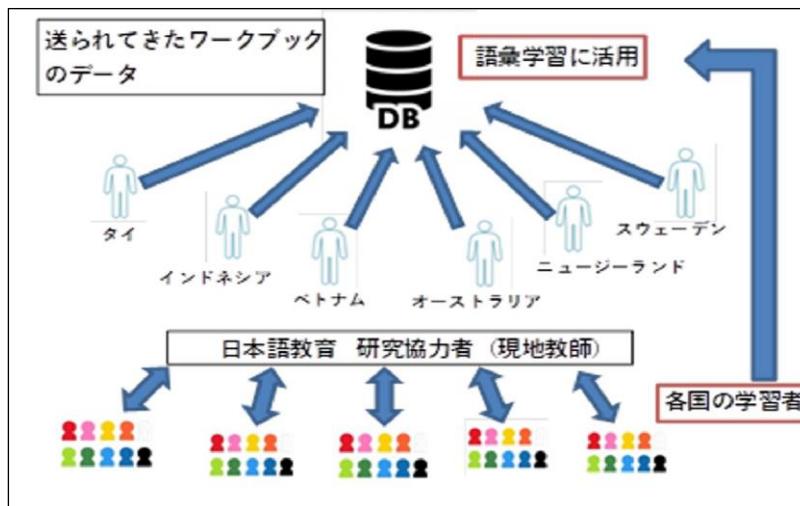 送られてきたワークブック
のデータ
語彙学習に活用
DB
タイ
インドネシア
ベトナム
オーストラリア
ニュージーランド
スウェーデン
日本語教育 研究協力者 (現地教師)
各国の学習者